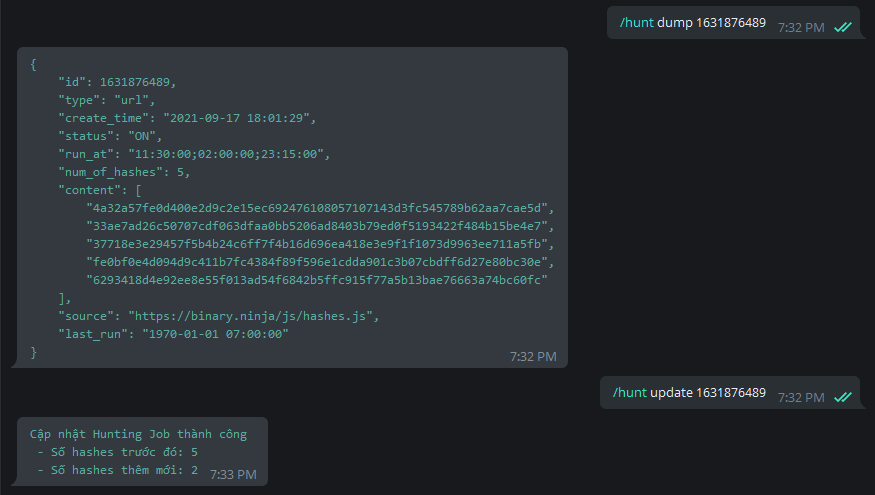 /hunt dump 1631876489 7:32 PM
{
"id": 1631876489,
"type": "url",
"create_time": "2021-09-17 18:01:29",
"status": "ON",
"run_at": "11:30:00;02:00:00;23:15:00",
"num_of_hashes": 5,
"content": [
"4a32a57fe0d400e2d9c2e15ec692476108057107143d3fc545789b62aa7cae5d",
"33ae7ad26c50707cdf063dfaa0bb5206ad8403b79ed0f5193422f484b15be4e7",
"37718e3e29457f5b4b24c6ff7f4b16d696ea418e3e9f1f1073d9963ee711a5fb",
"fe0bf0e4d094d9c411b7fc4384f89f596e1cdda901c3b07cbdff6d27e80bc30e",
"6293418d4e92ee8e55f013ad54f6842b5ffc915f77a5b13bae76663a74bc60fc"
],
"source": "https://binary.ninja/js/hashes.js",
"last_run": "1970-01-01 07:00:00"
}
7:32 PM
/hunt update 1631876489 7:32 PM
Cập nhật Hunting Job thành công
- Số hashes trước đó: 5
- Số hashes thêm mới: 2 7:33 PM